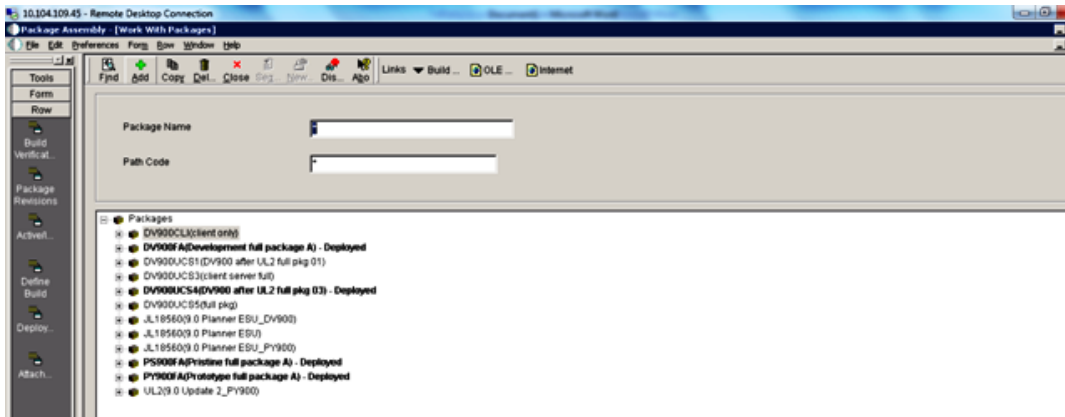 10.104.109.45 - Remote Desktop Connection
Package Assembly - [Work With Packages]
File Edit Preferences Form Row Window Help
Find Add Copy Del... Close Seq... New... Dis... Abo Links Build ... OLE ... Internet
Tools
Form
Row
Build Verificat...
Package Revisions
Active/I...
Define Build
Deploy...
Attach...
Package Name *
Path Code *
Packages
DV900CLI(client only)
DV900FA(Development full package A) - Deployed
DV900UCS1(DV900 after UL2 full pkg 01)
DV900UCS3(client server full)
DV900UCS4(DV900 after UL2 full pkg 03) - Deployed
DV900UCS5(full pkg)
JL18560(9.0 Planner ESU_DV900)
JL18560(9.0 Planner ESU)
JL18560(9.0 Planner ESU_PY900)
PS900FA(Pristine full package A) - Deployed
PY900FA(Prototype full package A) - Deployed
UL2(9.0 Update 2_PY900)